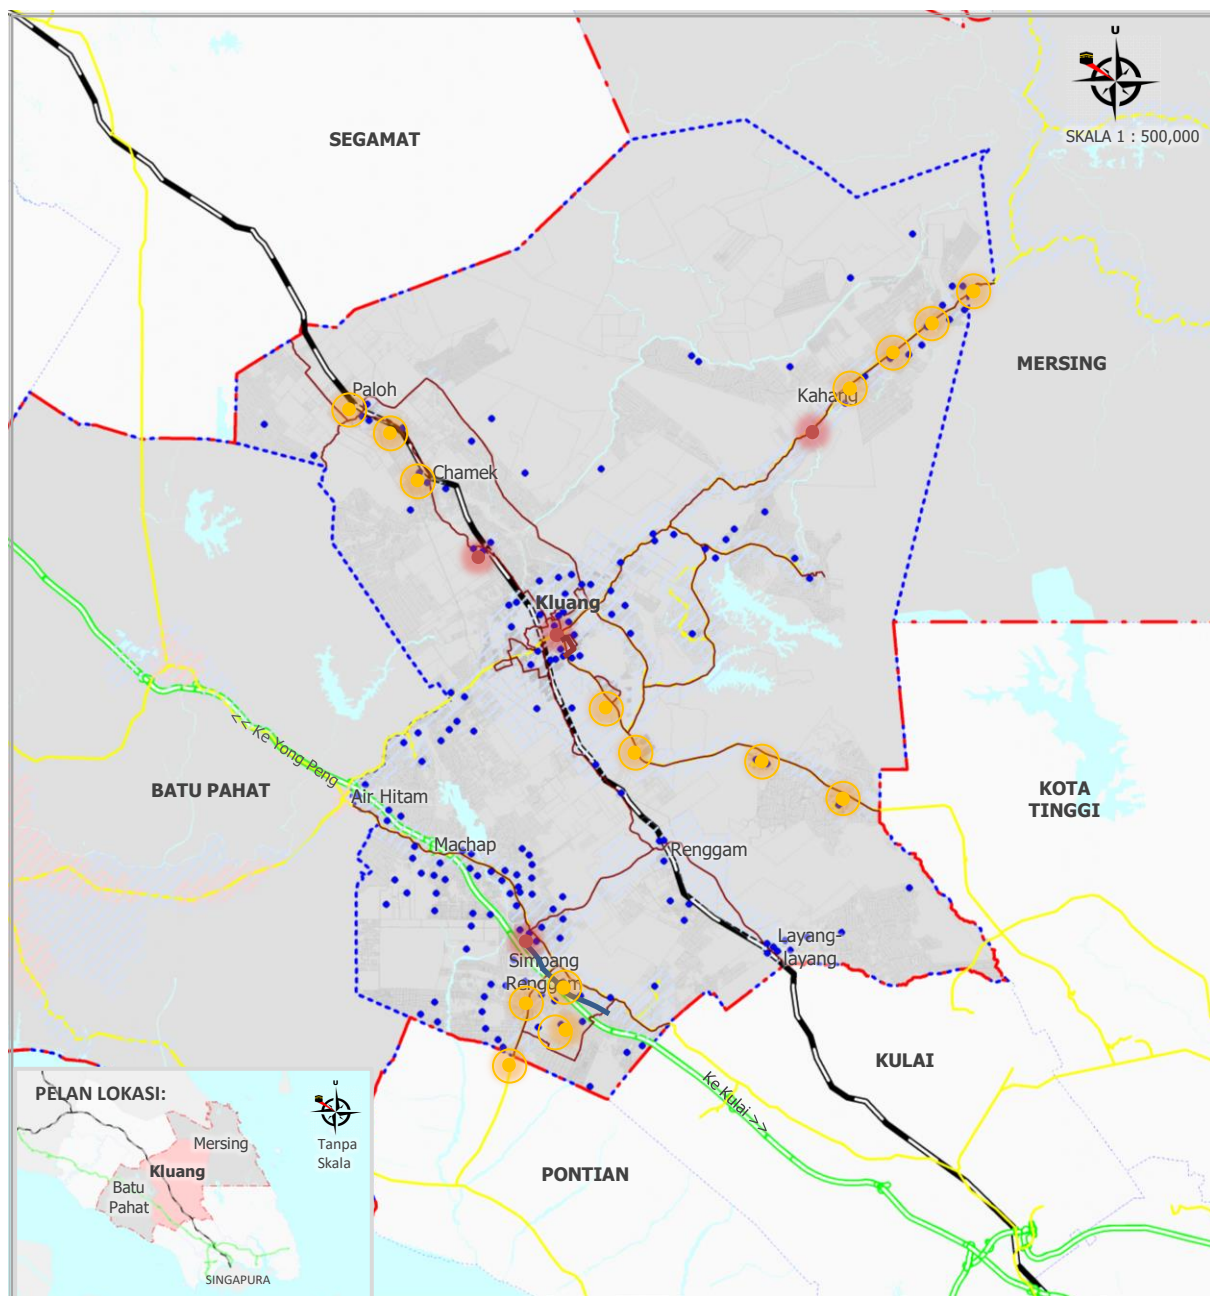 U
SKALA 1 : 500,000
SEGAMAT
MERSING
Paloh
Kahang
Chamek
Kluang
<< Ke Yong Peng
BATU PAHAT
Air Hitam
KOTA
TINGGI
Machap
Renggam
Layang-
layang
Simpang
Renggam
KULAI
Ke Kulai >>
PONTIAN
PELAN LOKASI:
U
Tanpa
Skala
Mersing
Kluang
Batu
Pahat
SINGAPURA